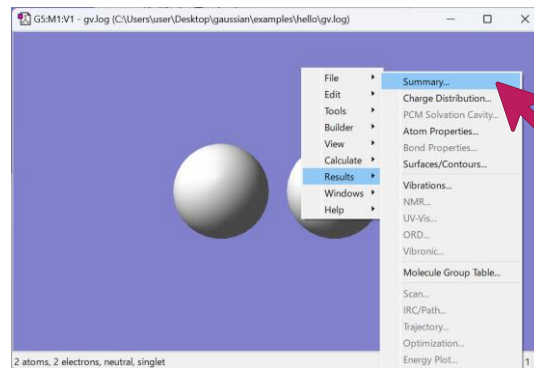 G5:M1:V1 - gv.log (C:\Users\user\Desktop\gaussian\examples\hello\gv.log)
File
Edit
Tools
Builder
View
Calculate
Results
Windows
Help
Summary...
Charge Distribution...
PCM Solvation Cavity...
Atom Properties...
Bond Properties...
Surfaces/Contours...
Vibrations...
NMR...
UV-Vis...
ORD...
Vibronic...
Molecule Group Table...
Scan...
IRC/Path...
Trajectory...
Optimization...
Energy Plot...
2 atoms, 2 electrons, neutral, singlet
1